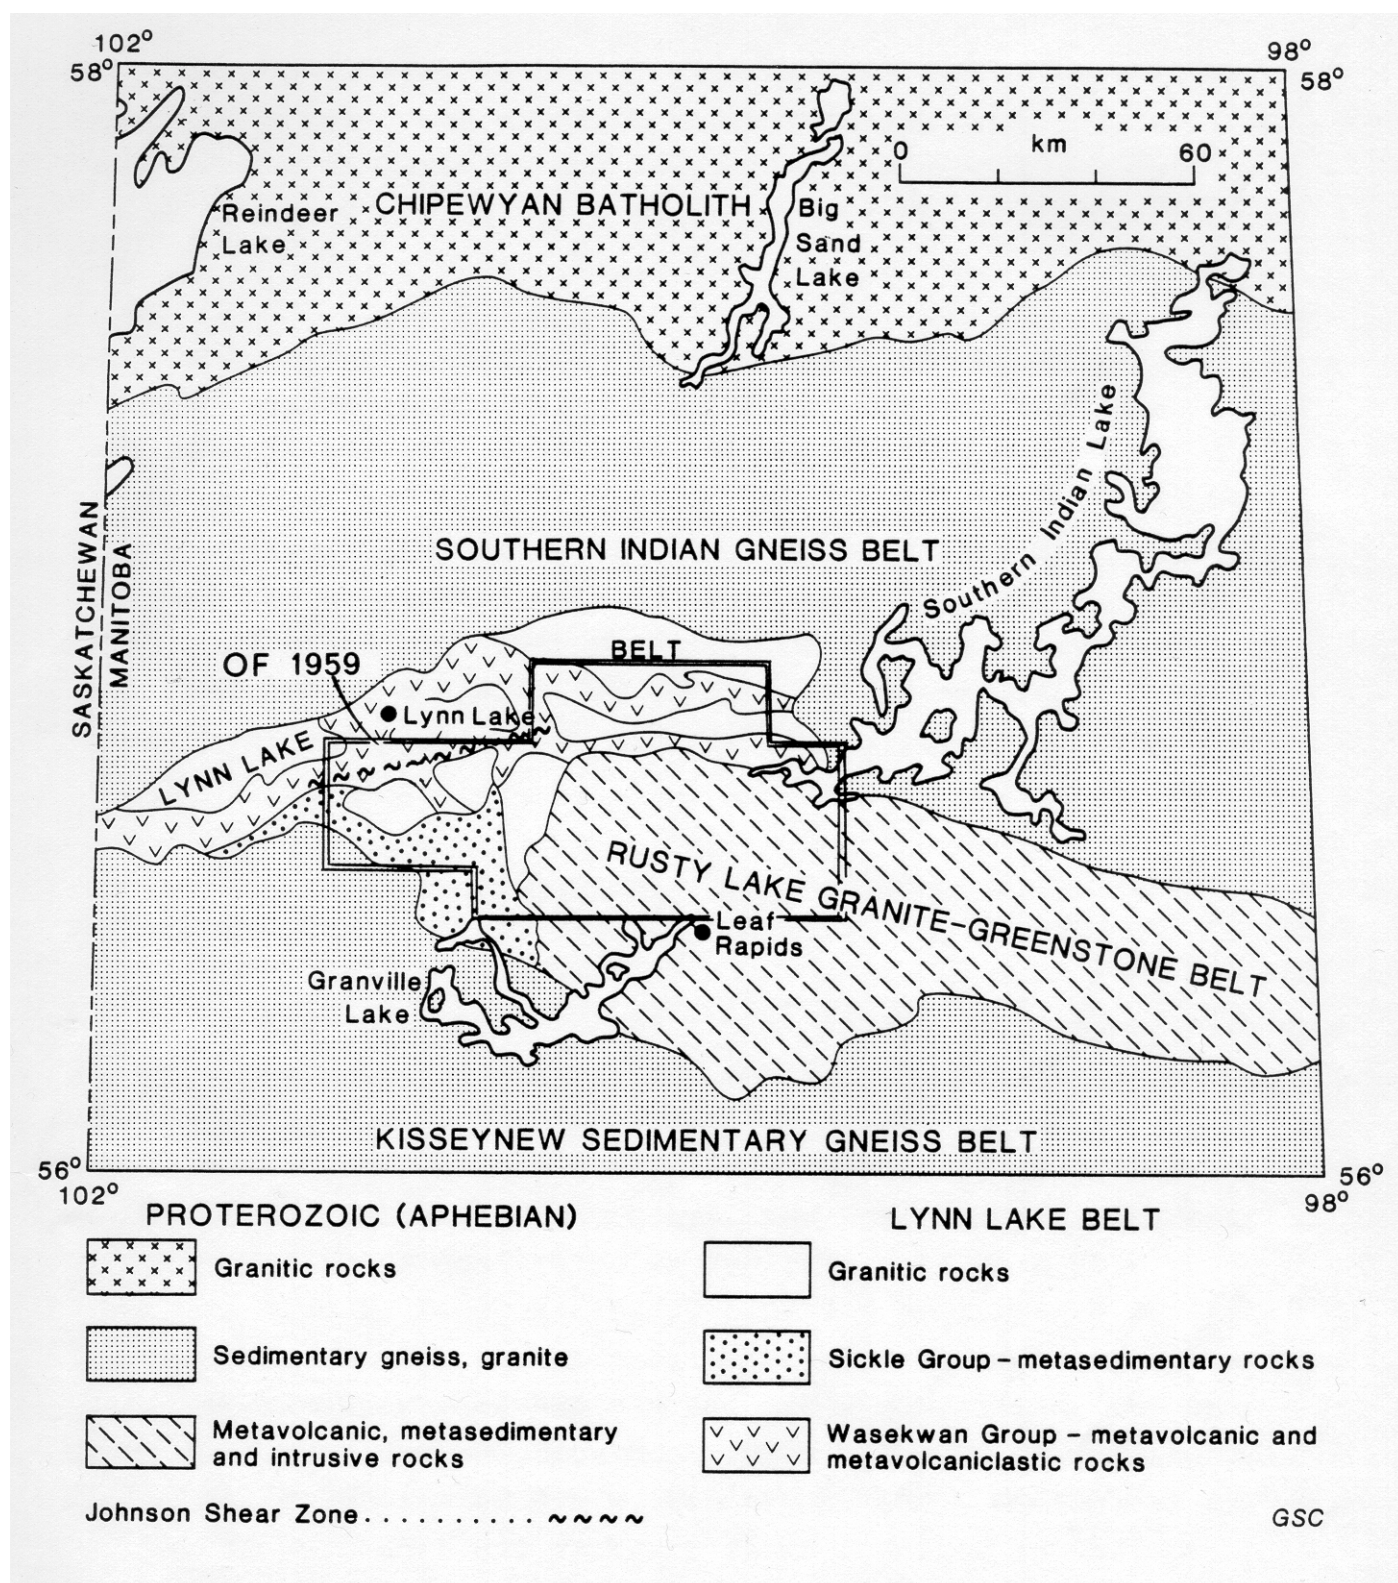 102° 98°
58° 58°
0 km 60
CHIPEWYAN BATHOLITH
Reindeer
Lake
Big
Sand
Lake
Southern Indian Lake
SASKATCHEWAN
MANITOBA
SOUTHERN INDIAN GNEISS BELT
BELT
OF 1959
Lynn Lake
LYNN LAKE
RUSTY LAKE GRANITE-GREENSTONE BELT
Leaf
Rapids
Granville
Lake
KISSEYNEW SEDIMENTARY GNEISS BELT
56° 56°
102° 98°
PROTEROZOIC (APHEBIAN)
Granitic rocks
Sedimentary gneiss, granite
Metavolcanic, metasedimentary
and intrusive rocks
Johnson Shear Zone..........~~~~
LYNN LAKE BELT
Granitic rocks
Sickle Group – metasedimentary rocks
Wasekwan Group – metavolcanic and
metavolcaniclastic rocks
GSC